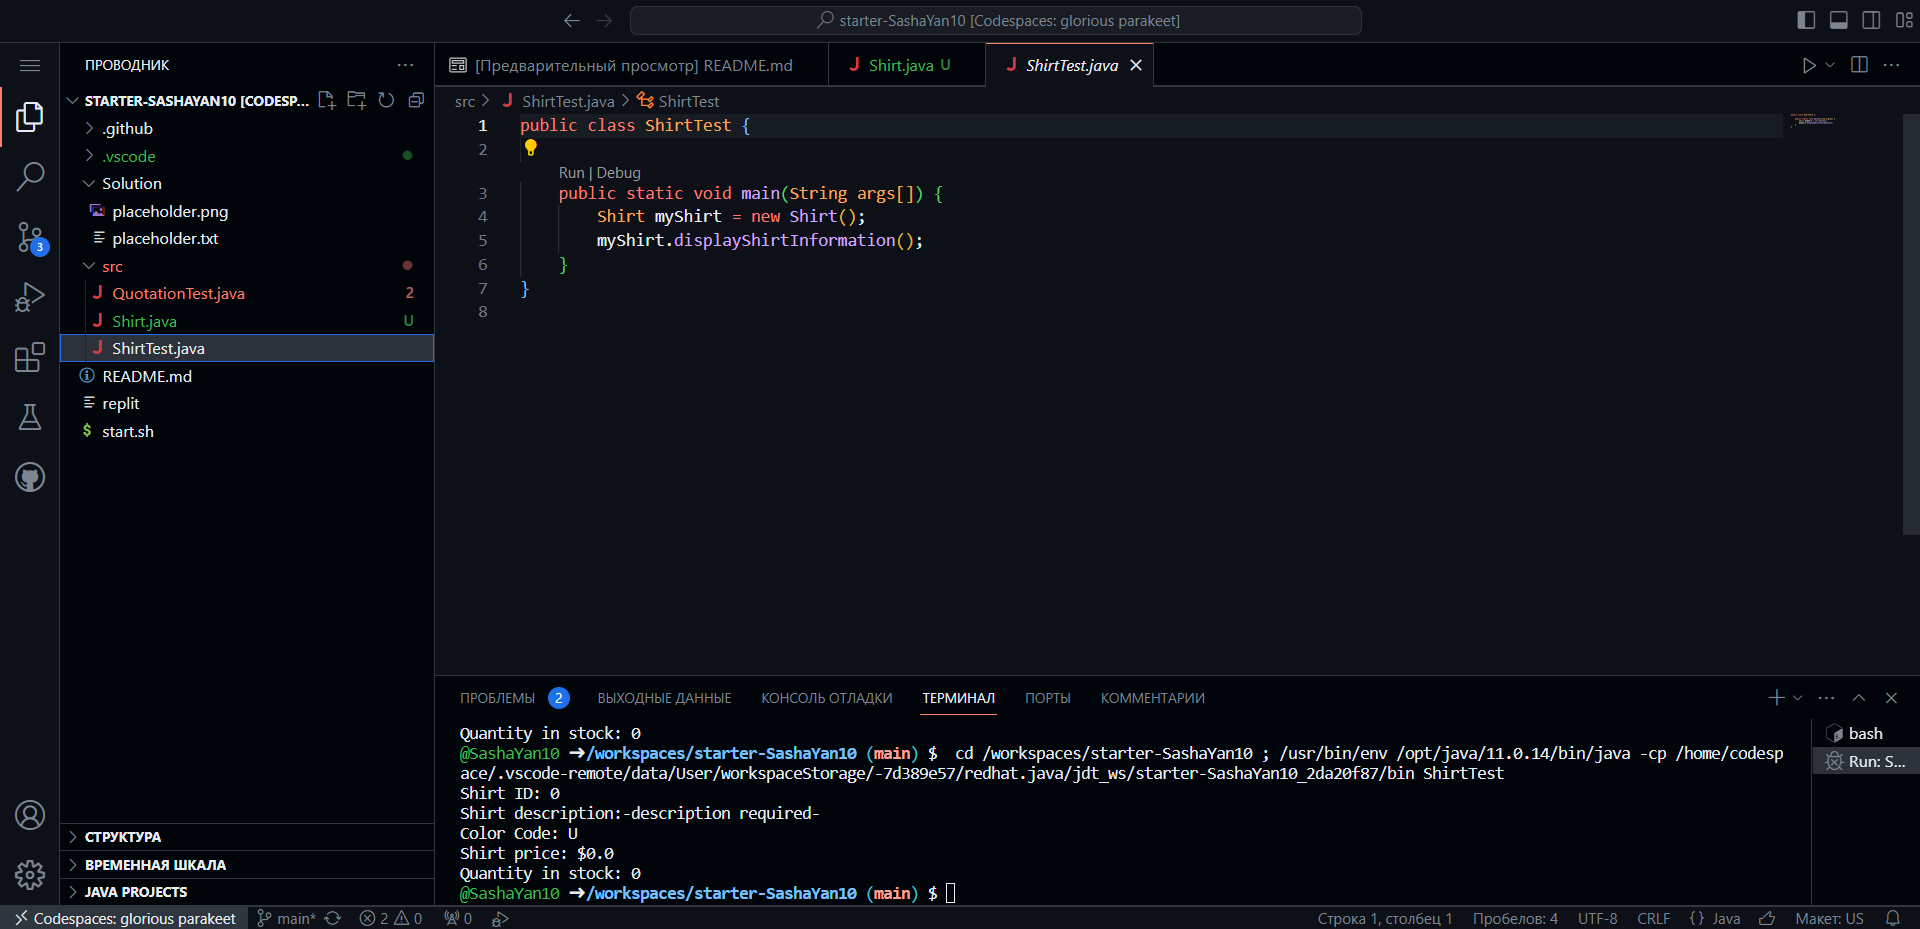 starter-SashaYan10 [Codespaces: glorious parakeet]
ПРОВОДНИК
STARTER-SASHAYAN10 [CODESP...
.github
.vscode
Solution
placeholder.png
placeholder.txt
src
QuotationTest.java 2
Shirt.java U
ShirtTest.java
README.md
replit
$ start.sh
3
СТРУКТУРА
ВРЕМЕННАЯ ШКАЛА
JAVA PROJECTS
[Предварительный просмотр] README.md
J Shirt.java U
J ShirtTest.java
src > J ShirtTest.java > ShirtTest
1 public class ShirtTest {
2
Run | Debug
3 public static void main(String args[]) {
4 Shirt myShirt = new Shirt();
5 myShirt.displayShirtInformation();
6 }
7 }
8
ПРОБЛЕМЫ 2 ВЫХОДНЫЕ ДАННЫЕ КОНСОЛЬ ОТЛАДКИ ТЕРМИНАЛ ПОРТЫ КОММЕНТАРИИ
Quantity in stock: 0
@SashaYan10 ➜/workspaces/starter-SashaYan10 (main) $ cd /workspaces/starter-SashaYan10 ; /usr/bin/env /opt/java/11.0.14/bin/java -cp /home/codesp
ace/.vscode-remote/data/User/workspaceStorage/-7d389e57/redhat.java/jdt_ws/starter-SashaYan10_2da20f87/bin ShirtTest
Shirt ID: 0
Shirt description:-description required-
Color Code: U
Shirt price: $0.0
Quantity in stock: 0
@SashaYan10 ➜/workspaces/starter-SashaYan10 (main) $
bash
Run: S...
Codespaces: glorious parakeet main* 2 0 0 Строка 1, столбец 1 Пробелов: 4 UTF-8 CRLF {} Java Макет: US